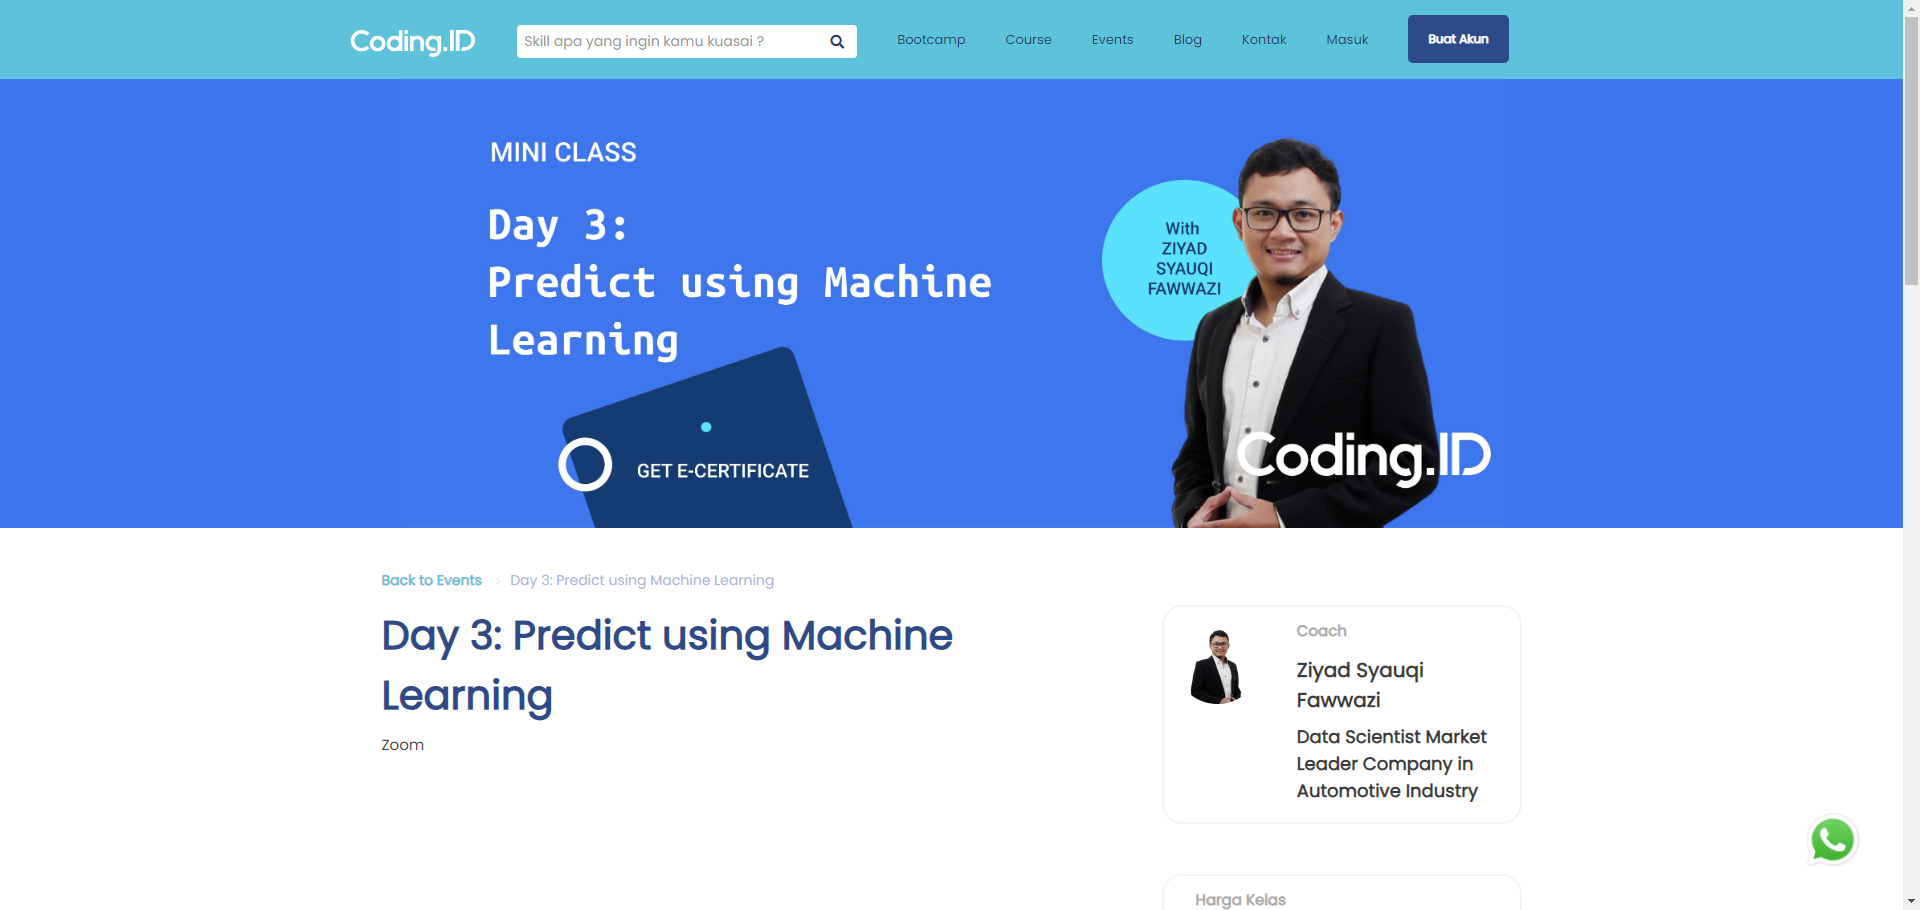 Coding.ID
Skill apa yang ingin kamu kuasai ?
Bootcamp
Course
Events
Blog
Kontak
Masuk
Buat Akun
MINI CLASS
Day 3:
Predict using Machine
Learning
With
ZIYAD
SYAUQI
FAWWAZI
GET E-CERTIFICATE
Coding.ID
Back to Events
Day 3: Predict using Machine Learning
Day 3: Predict using Machine
Learning
Zoom
Coach
Ziyad Syauqi
Fawwazi
Data Scientist Market
Leader Company in
Automotive Industry
Harga Kelas